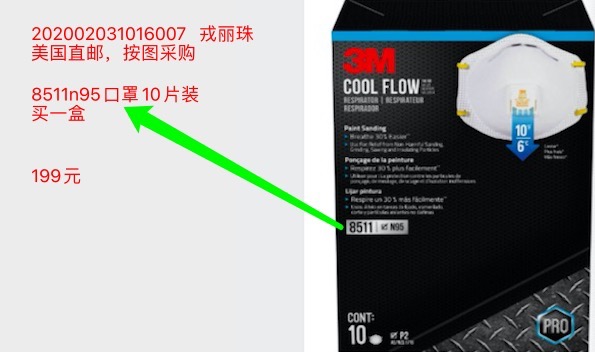 202002031016007 戎丽珠
美国直邮，按图采购
8511n95口罩10片装
买一盒
199元
3M
COOL FLOW
RESPIRATOR | RESPIRATEUR
RESPIRADOR
Paint Sanding
Breathe 30% Easier
Ponçage de la peinture
Respirez 30 % plus facilement
Lijar pintura
Respire un 30 % más fácilmente
8511 N95
10°
6°C
CONT:
10 P2
PRO